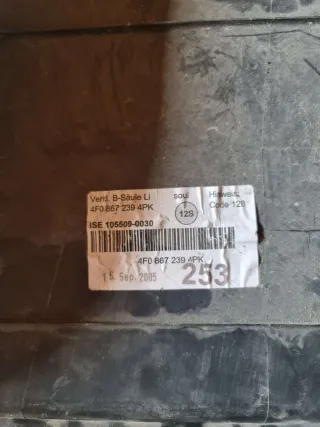 Verkl. B-Säule Li soul Hinweis:
4F0 867 239 4PK 12S Code 128
ISE 105509-0030
4F0 867 239 4PK
15. Sep. 2005 253